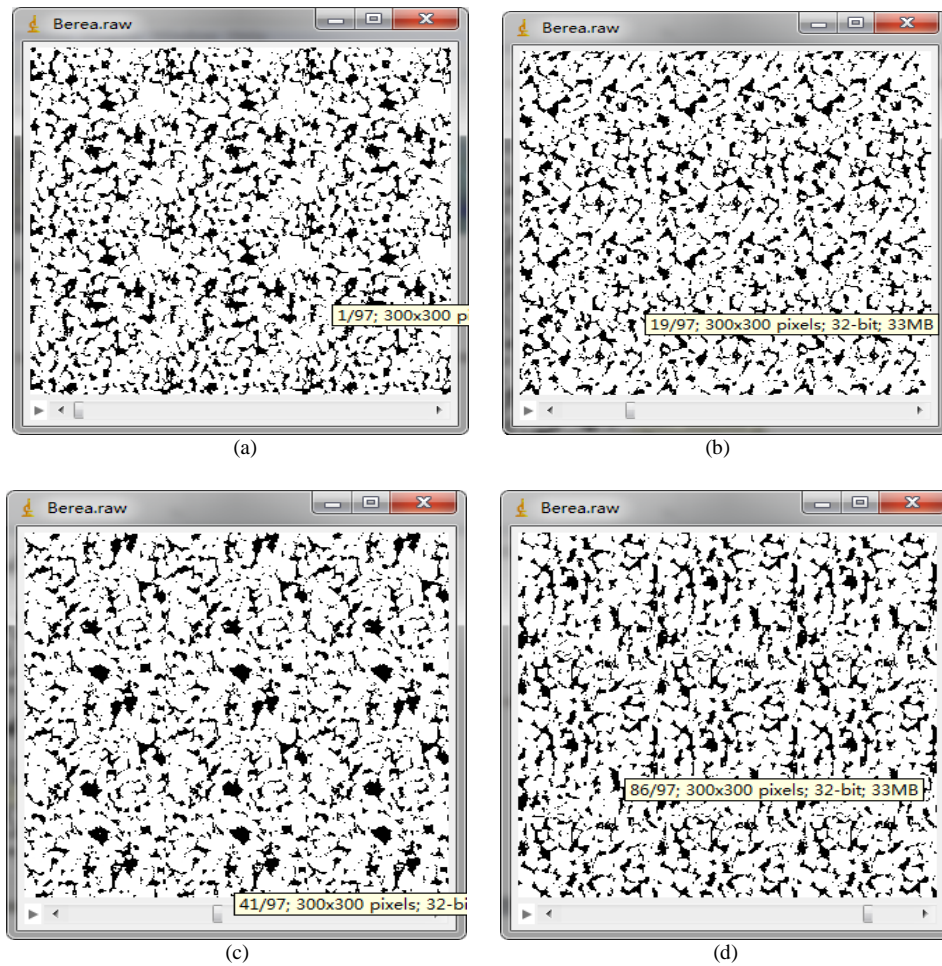 Berea.raw
Berea.raw
1/97; 300x300 pi
19/97; 300x300 pixels; 32-bit; 33MB
(a)
(b)
Berea.raw
Berea.raw
41/97; 300x300 pixels; 32-bi
86/97; 300x300 pixels; 32-bit; 33MB
(c)
(d)